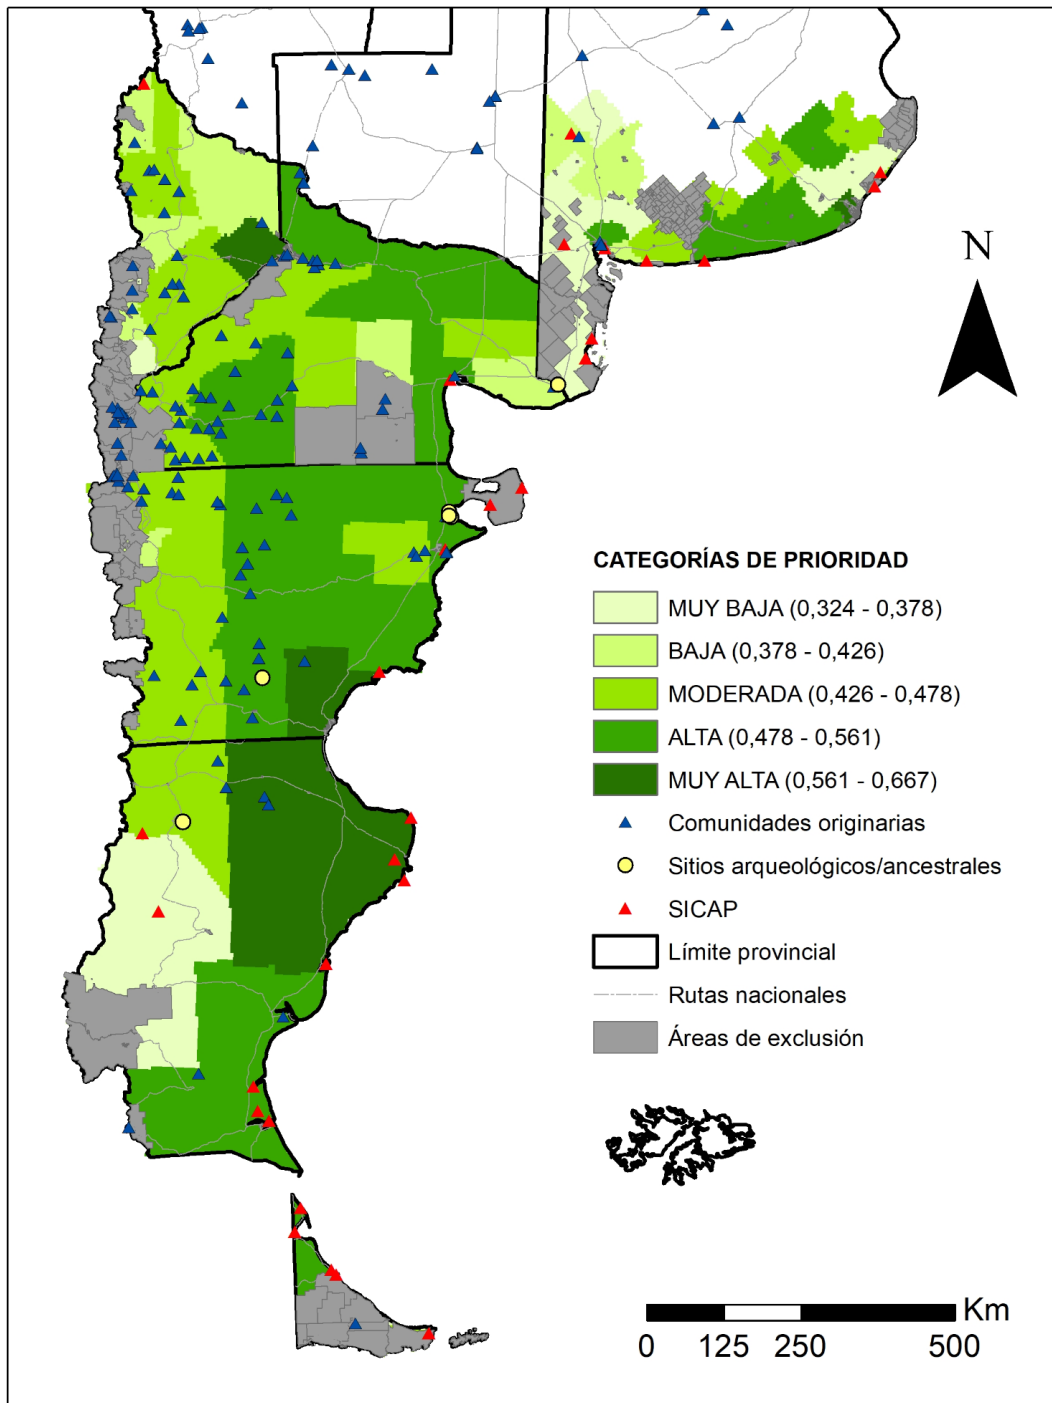 N
CATEGORÍAS DE PRIORIDAD
MUY BAJA (0,324 - 0,378)
BAJA (0,378 - 0,426)
MODERADA (0,426 - 0,478)
ALTA (0,478 - 0,561)
MUY ALTA (0,561 - 0,667)
Comunidades originarias
Sitios arqueológicos/ancestrales
SICAP
Límite provincial
Rutas nacionales
Áreas de exclusión
Km
0 125 250 500